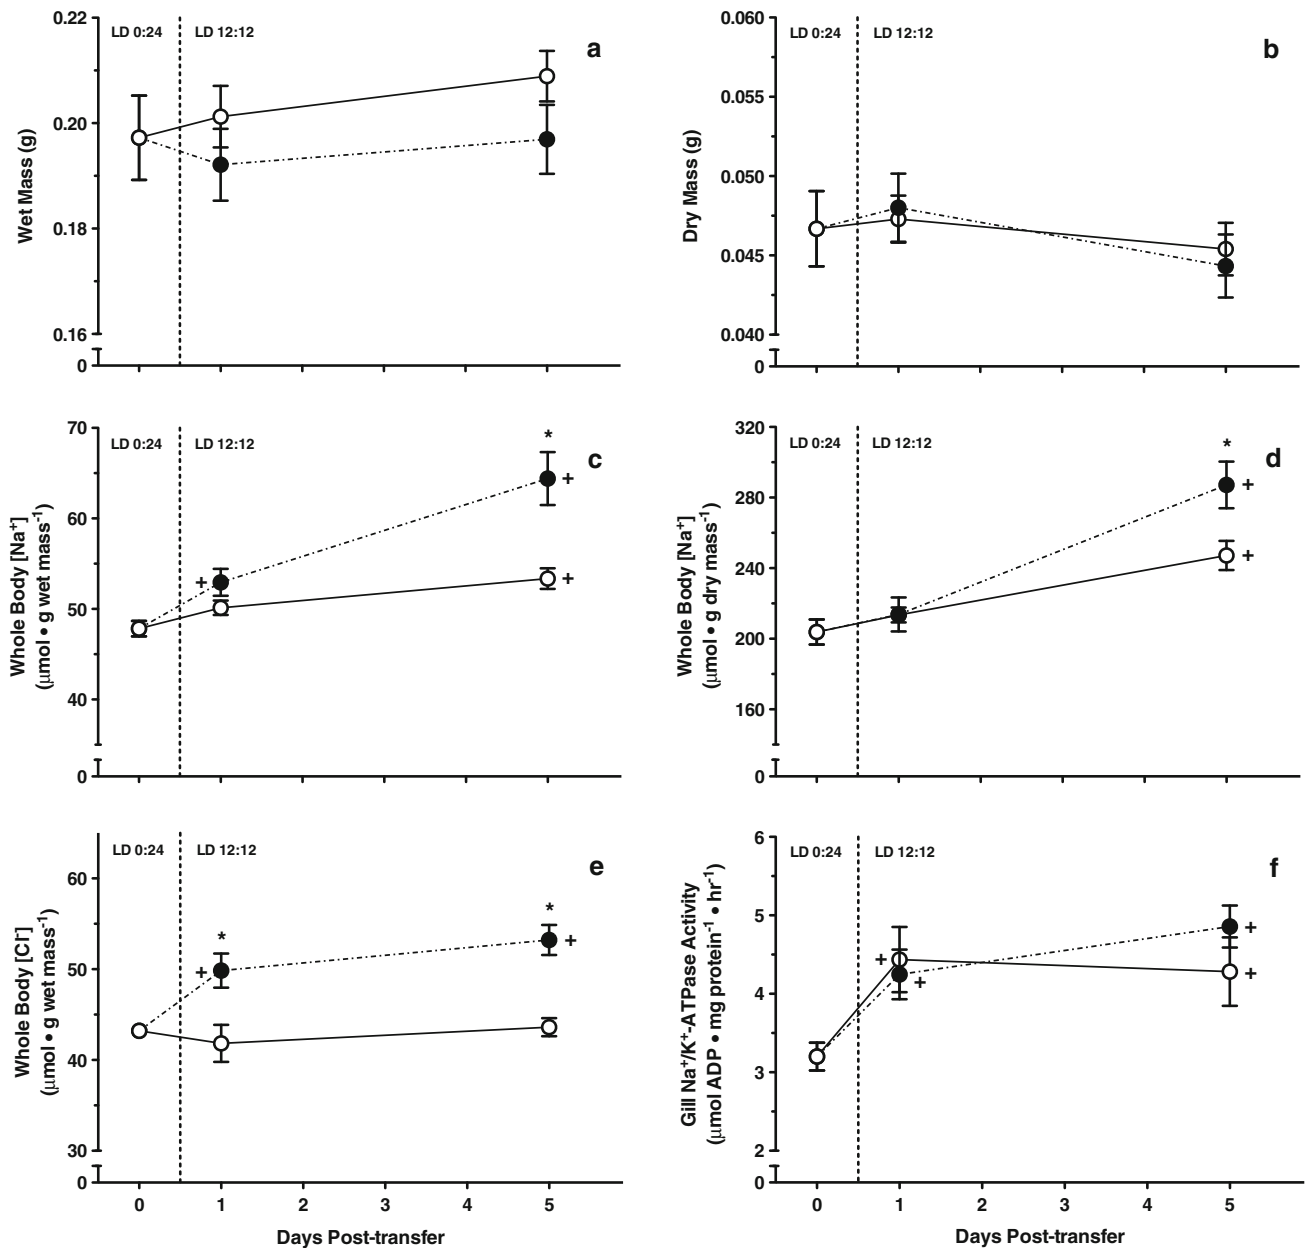 a
LD 0:24
LD 12:12
0.22
0.20
0.18
0.16
0
Wet Mass (g)
b
LD 0:24
LD 12:12
0.060
0.055
0.050
0.045
0.040
0
Dry Mass (g)
c
LD 0:24
LD 12:12
70
60
50
40
0
Whole Body [Na⁺]
(μmol • g wet mass⁻¹)
+
*
+
+
d
LD 0:24
LD 12:12
320
280
240
200
160
0
Whole Body [Na⁺]
(μmol • g dry mass⁻¹)
*
+
+
e
LD 0:24
LD 12:12
60
50
40
30
0
Whole Body [Cl⁻]
(μmol • g wet mass⁻¹)
*
+
*
+
0 1 2 3 4 5
Days Post-transfer
f
LD 0:24
LD 12:12
6
5
4
3
2
0
Gill Na⁺/K⁺-ATPase Activity
(μmol ADP • mg protein⁻¹ • hr⁻¹)
+
+
+
+
0 1 2 3 4 5
Days Post-transfer